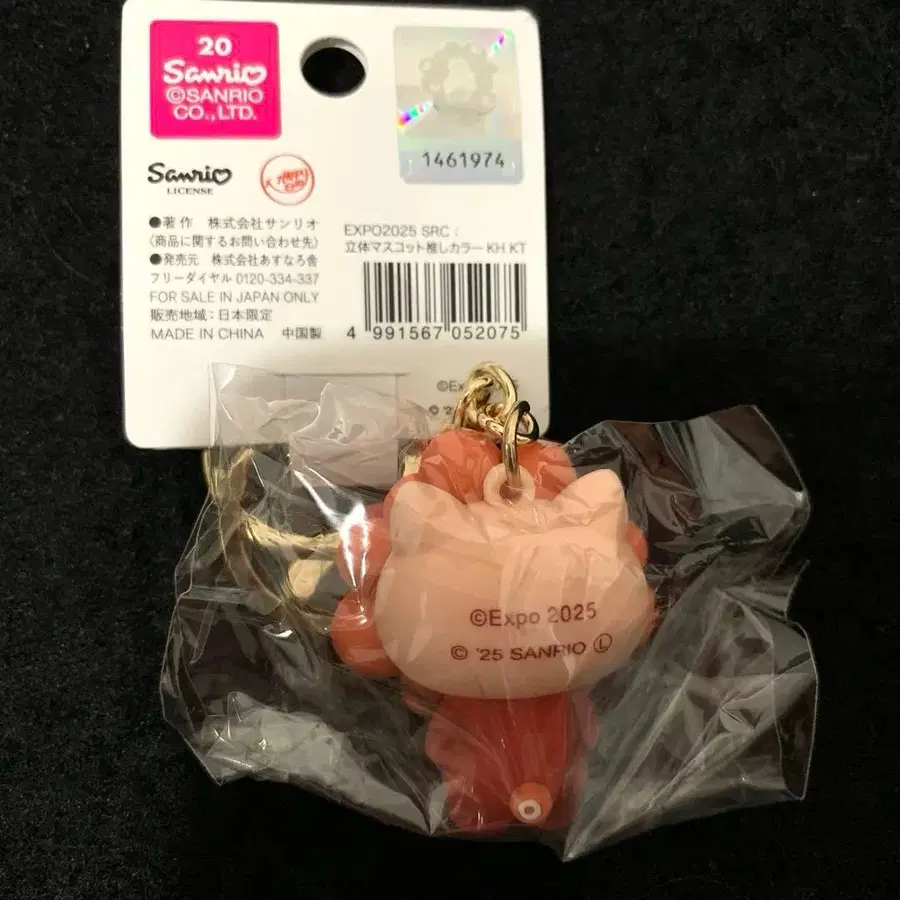 20
Sanrio
©SANRIO
CO.,LTD.
1461974
Sanrio
LICENSE
●著作 株式会社サンリオ
(商品に関するお問い合わせ先)
●発売元 株式会社あすなろ舎
フリーダイヤル 0120-334-337
FOR SALE IN JAPAN ONLY
販売地域:日本限定
MADE IN CHINA 中国製
EXPO2025 SRC
立体マスコット推しカラー KH KT
4 991567 052075
©Expo 2025
© '25 SANRIO Ⓛ